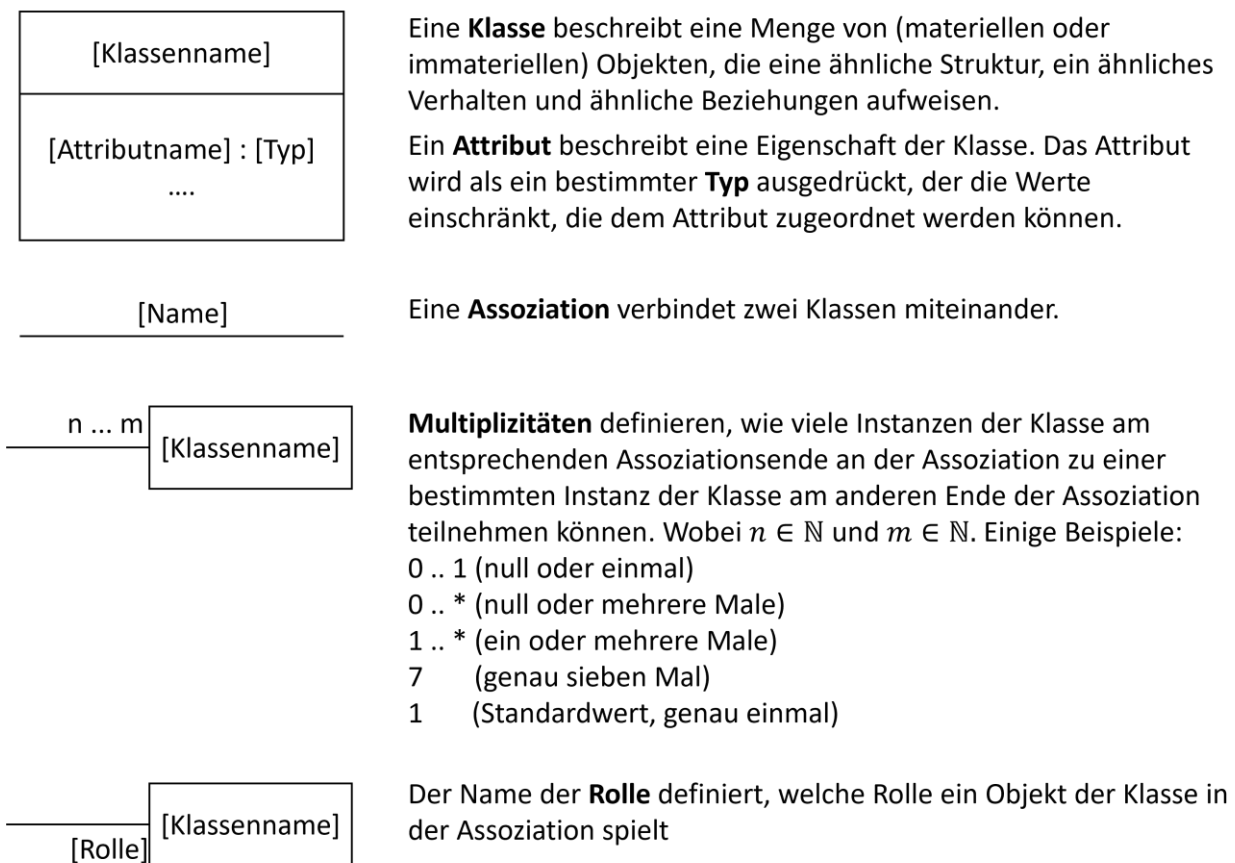 [Klassenname]
[Attributname] : [Typ]
....
Eine Klasse beschreibt eine Menge von (materiellen oder
immateriellen) Objekten, die eine ähnliche Struktur, ein ähnliches
Verhalten und ähnliche Beziehungen aufweisen.
Ein Attribut beschreibt eine Eigenschaft der Klasse. Das Attribut
wird als ein bestimmter Typ ausgedrückt, der die Werte
einschränkt, die dem Attribut zugeordnet werden können.
[Name]
Eine Assoziation verbindet zwei Klassen miteinander.
n ... m
[Klassenname]
Multiplizitäten definieren, wie viele Instanzen der Klasse am
entsprechenden Assoziationsende an der Assoziation zu einer
bestimmten Instanz der Klasse am anderen Ende der Assoziation
teilnehmen können. Wobei n ∈ ℕ und m ∈ ℕ. Einige Beispiele:
0 .. 1 (null oder einmal)
0 .. * (null oder mehrere Male)
1 .. * (ein oder mehrere Male)
7 (genau sieben Mal)
1 (Standardwert, genau einmal)
[Klassenname]
[Rolle]
Der Name der Rolle definiert, welche Rolle ein Objekt der Klasse in
der Assoziation spielt